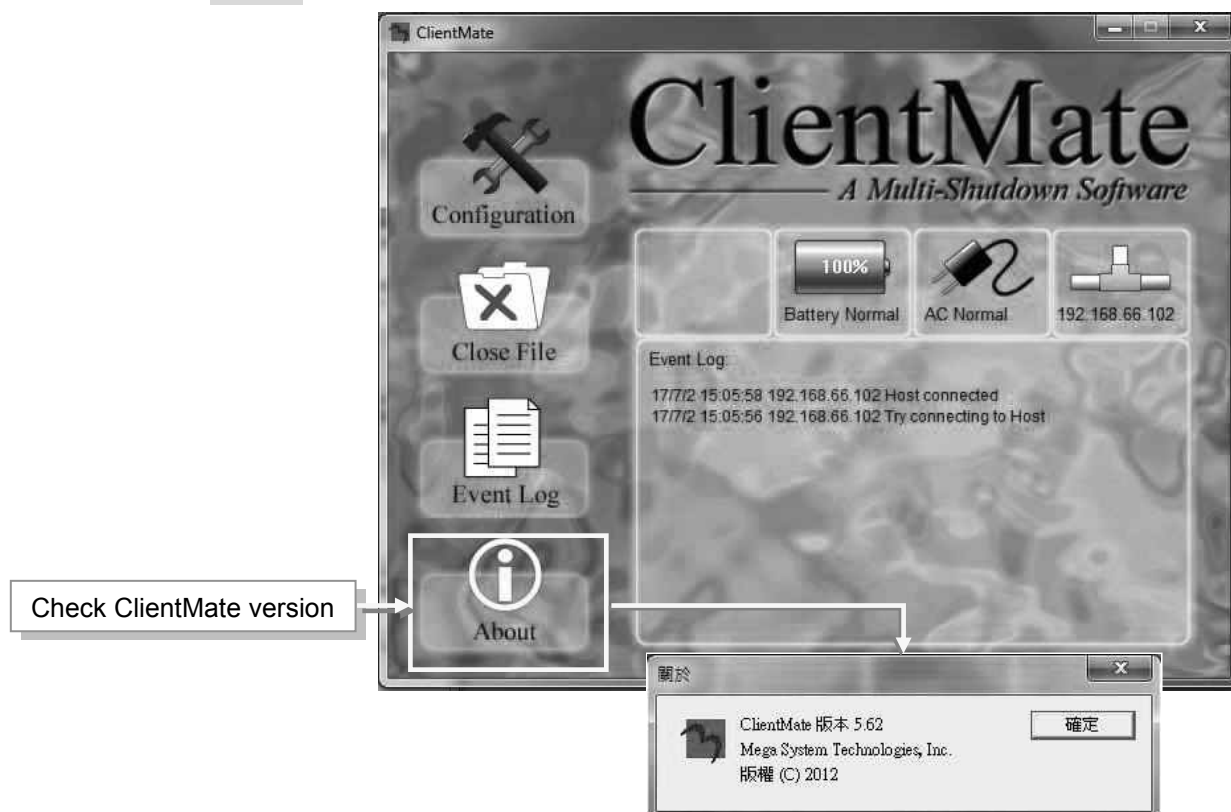 ClientMate
ClientMate
A Multi-Shutdown Software
Configuration
Close File
Event Log
About
100%
Battery Normal
AC Normal
192.168.66.102
Event Log:
17/7/2 15:05:58 192.168.66.102 Host connected
17/7/2 15:05:56 192.168.66.102 Try connecting to Host
Check ClientMate version
關於
ClientMate 版本 5.62
Mega System Technologies, Inc.
版權 (C) 2012
確定